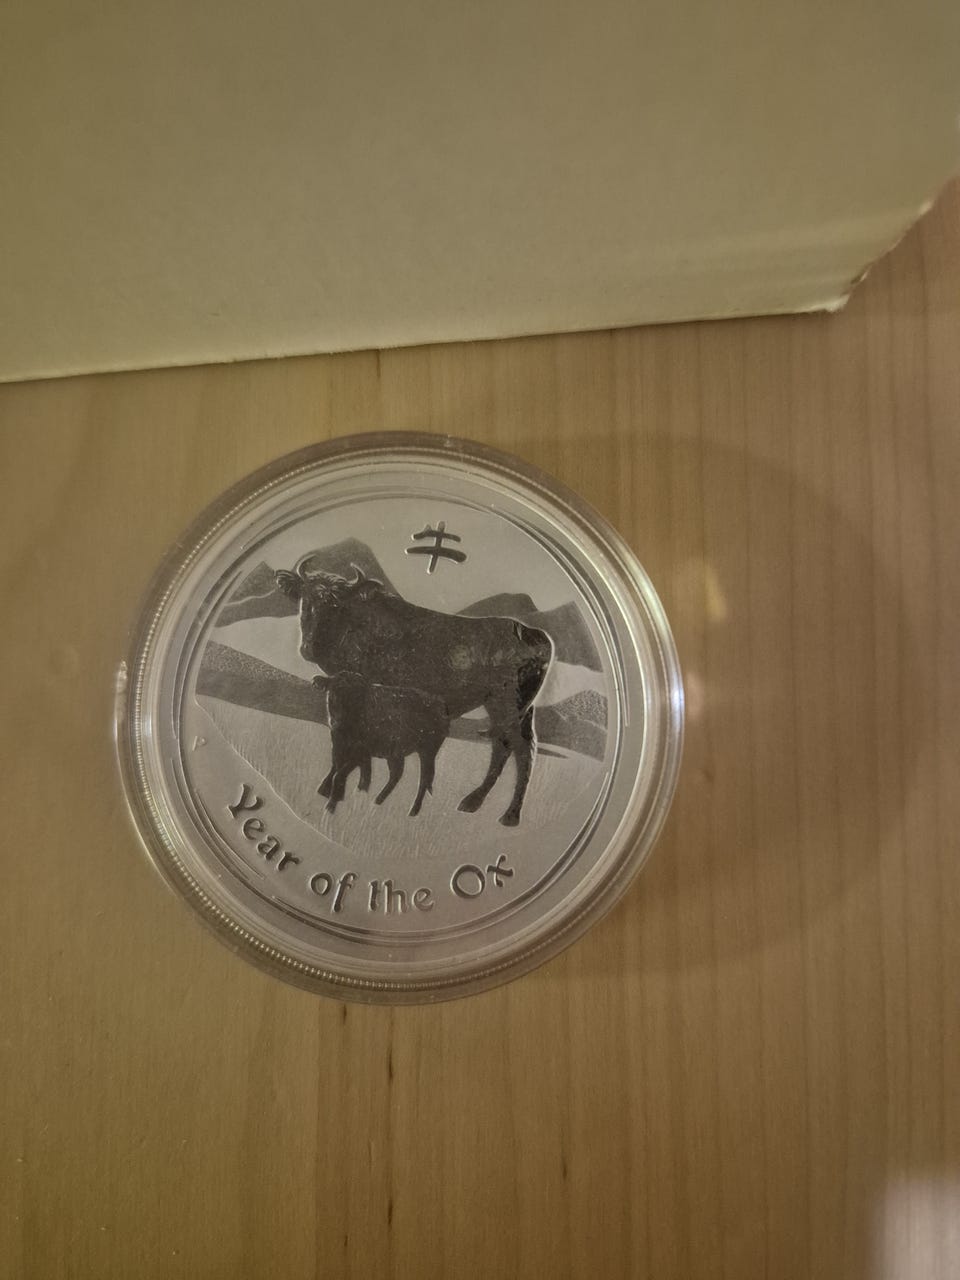 牛
P
Year of the Ox